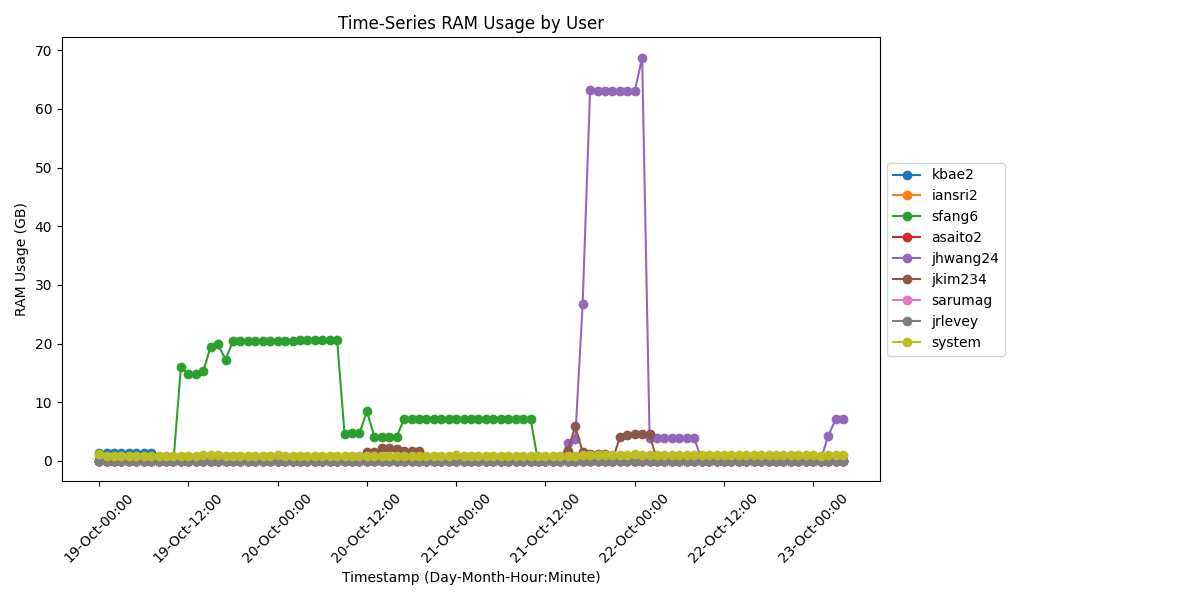 Time-Series RAM Usage by User
RAM Usage (GB)
70
60
50
40
30
20
10
0
19-Oct-00:00
19-Oct-12:00
20-Oct-00:00
20-Oct-12:00
21-Oct-00:00
21-Oct-12:00
22-Oct-00:00
22-Oct-12:00
23-Oct-00:00
Timestamp (Day-Month-Hour:Minute)
kbae2
iansri2
sfang6
asaito2
jhwang24
jkim234
sarumag
jrlevey
system